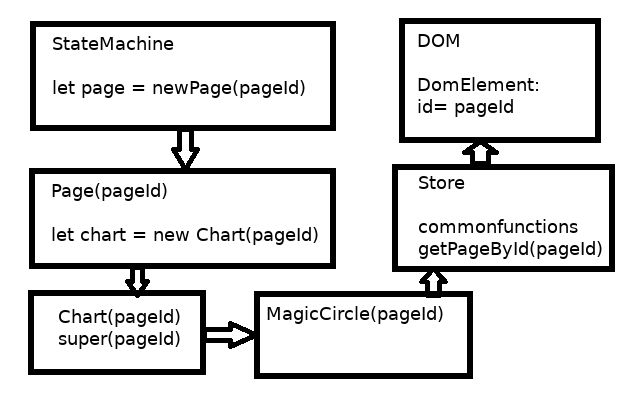 StateMachine
let page = newPage(pageId)
Page(pageId)
let chart = new Chart(pageId)
Chart(pageId)
super(pageId)
MagicCircle(pageId)
Store
commonfunctions
getPageById(pageId)
DOM
DomElement:
id= pageId